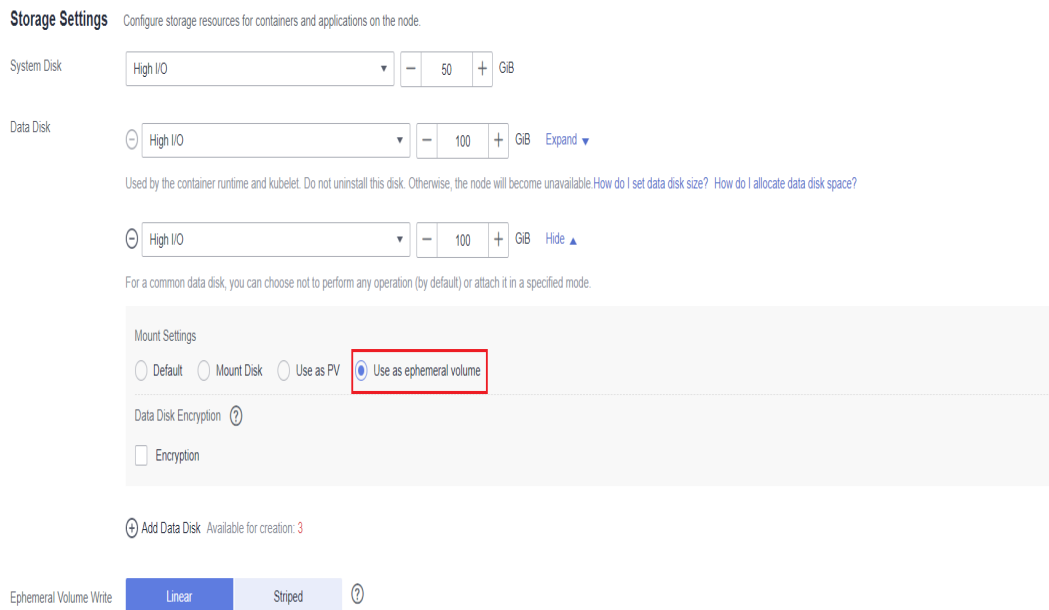 Storage Settings Configure storage resources for containers and applications on the node.
System Disk High I/O − 50 + GiB
Data Disk
High I/O − 100 + GiB Expand
Used by the container runtime and kubelet. Do not uninstall this disk. Otherwise, the node will become unavailable.How do I set data disk size? How do I allocate data disk space?
High I/O − 100 + GiB Hide
For a common data disk, you can choose not to perform any operation (by default) or attach it in a specified mode.
Mount Settings
Default Mount Disk Use as PV Use as ephemeral volume
Data Disk Encryption ?
Encryption
Add Data Disk Available for creation: 3
Ephemeral Volume Write Linear Striped ?